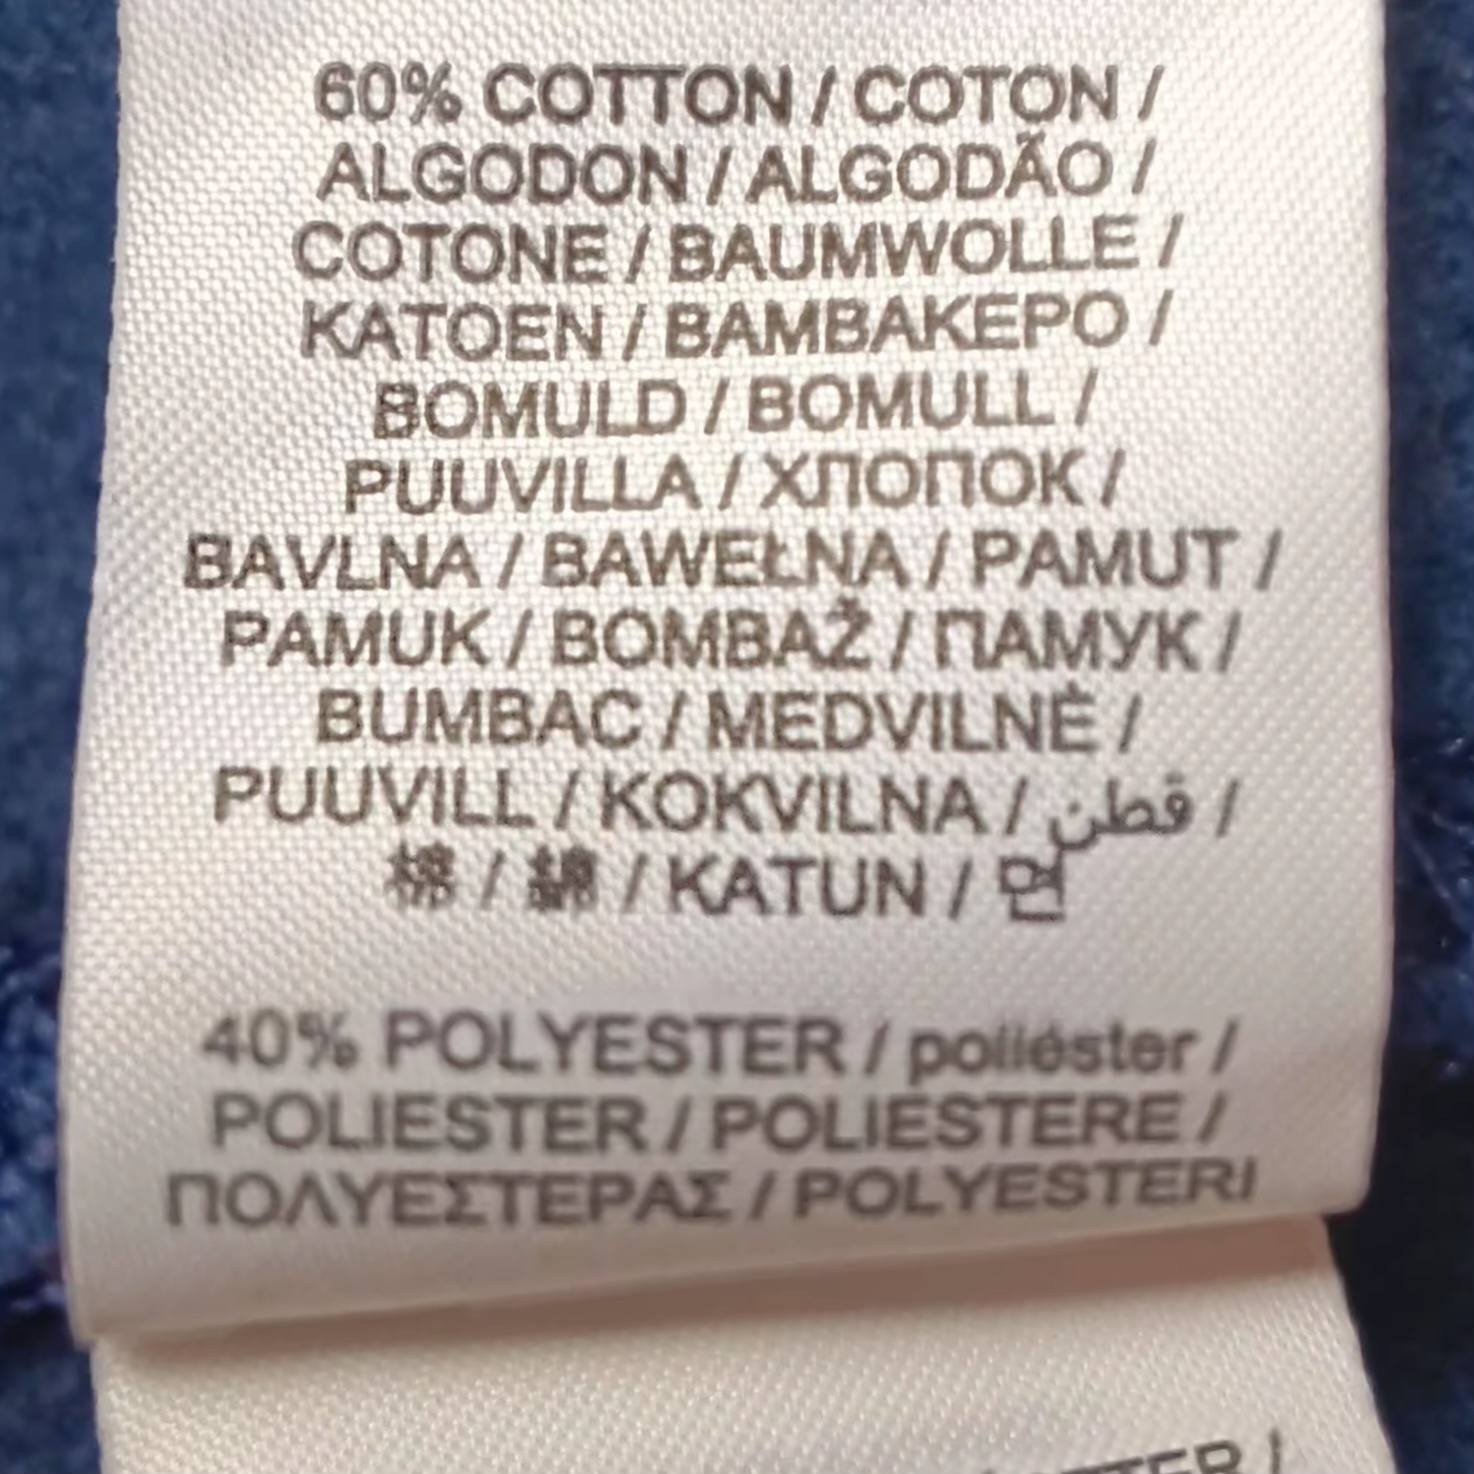 60% COTTON / COTON /
ALGODON / ALGODÃO /
COTONE / BAUMWOLLE /
KATOEN / ΒΑΜΒΑΚΕΡΟ /
BOMULD / BOMULL /
PUUVILLA / ХЛОПОК /
BAVLNA / BAWEŁNA / PAMUT /
PAMUK / BOMBAŽ / ПАМУК /
BUMBAC / MEDVILNĖ /
PUUVILL / KOKVILNA / قطن /
棉 / 綿 / KATUN / 면
40% POLYESTER / poliéster /
POLIESTER / POLIESTERE /
ΠΟΛΥΕΣΤΕΡΑΣ / POLYESTERI